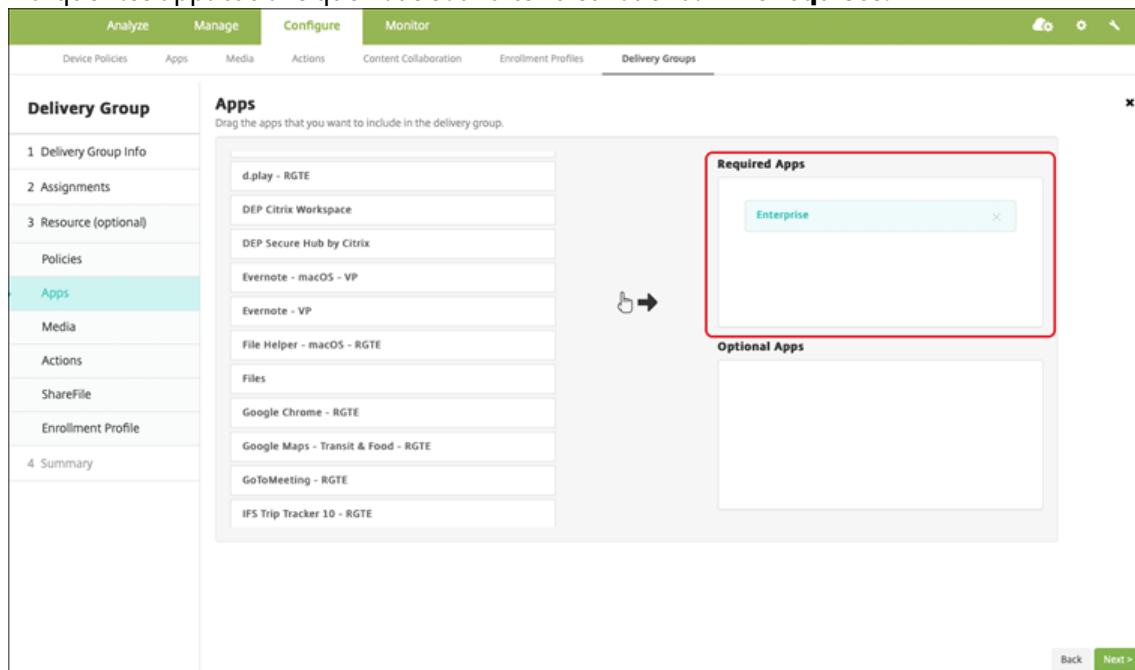 Analyze Manage Configure Monitor
Device Policies Apps Media Actions Content Collaboration Enrollment Profiles Delivery Groups
Delivery Group
1 Delivery Group Info
2 Assignments
3 Resource (optional)
Policies
Apps
Media
Actions
ShareFile
Enrollment Profile
4 Summary
Apps
Drag the apps that you want to include in the delivery group.
d.play - RGTE
DEP Citrix Workspace
DEP Secure Hub by Citrix
Evernote - macOS - VP
Evernote - VP
File Helper - macOS - RGTE
Files
Google Chrome - RGTE
Google Maps - Transit & Food - RGTE
GoToMeeting - RGTE
IFS Trip Tracker 10 - RGTE
Required Apps
Enterprise
Optional Apps
Back Next >